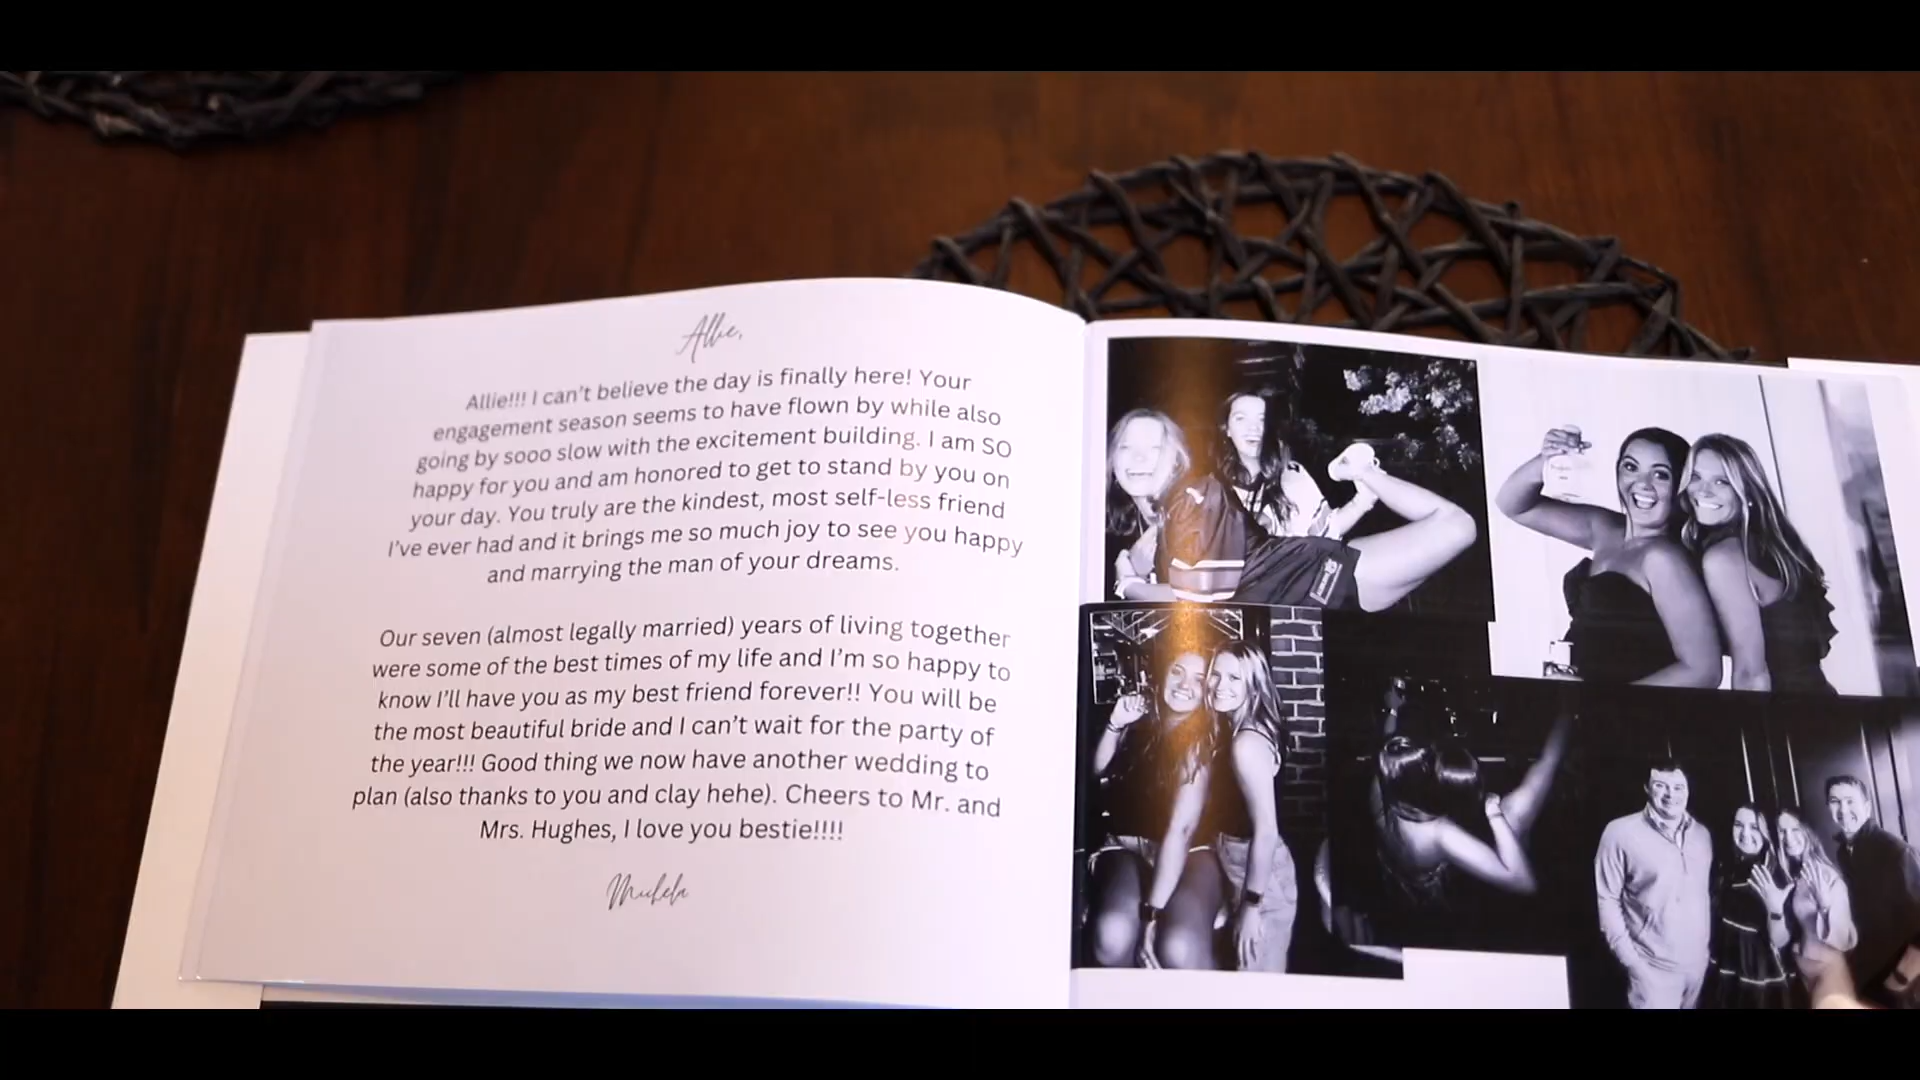 Allie,
Allie!!! I can't believe the day is finally here! Your
engagement season seems to have flown by while also
going by sooo slow with the excitement building. I am SO
happy for you and am honored to get to stand by you on
your day. You truly are the kindest, most self-less friend
I've ever had and it brings me so much joy to see you happy
and marrying the man of your dreams.
Our seven (almost legally married) years of living together
were some of the best times of my life and I'm so happy to
know I'll have you as my best friend forever!! You will be
the most beautiful bride and I can't wait for the party of
the year!!! Good thing we now have another wedding to
plan (also thanks to you and clay hehe). Cheers to Mr. and
Mrs. Hughes, I love you bestie!!!!